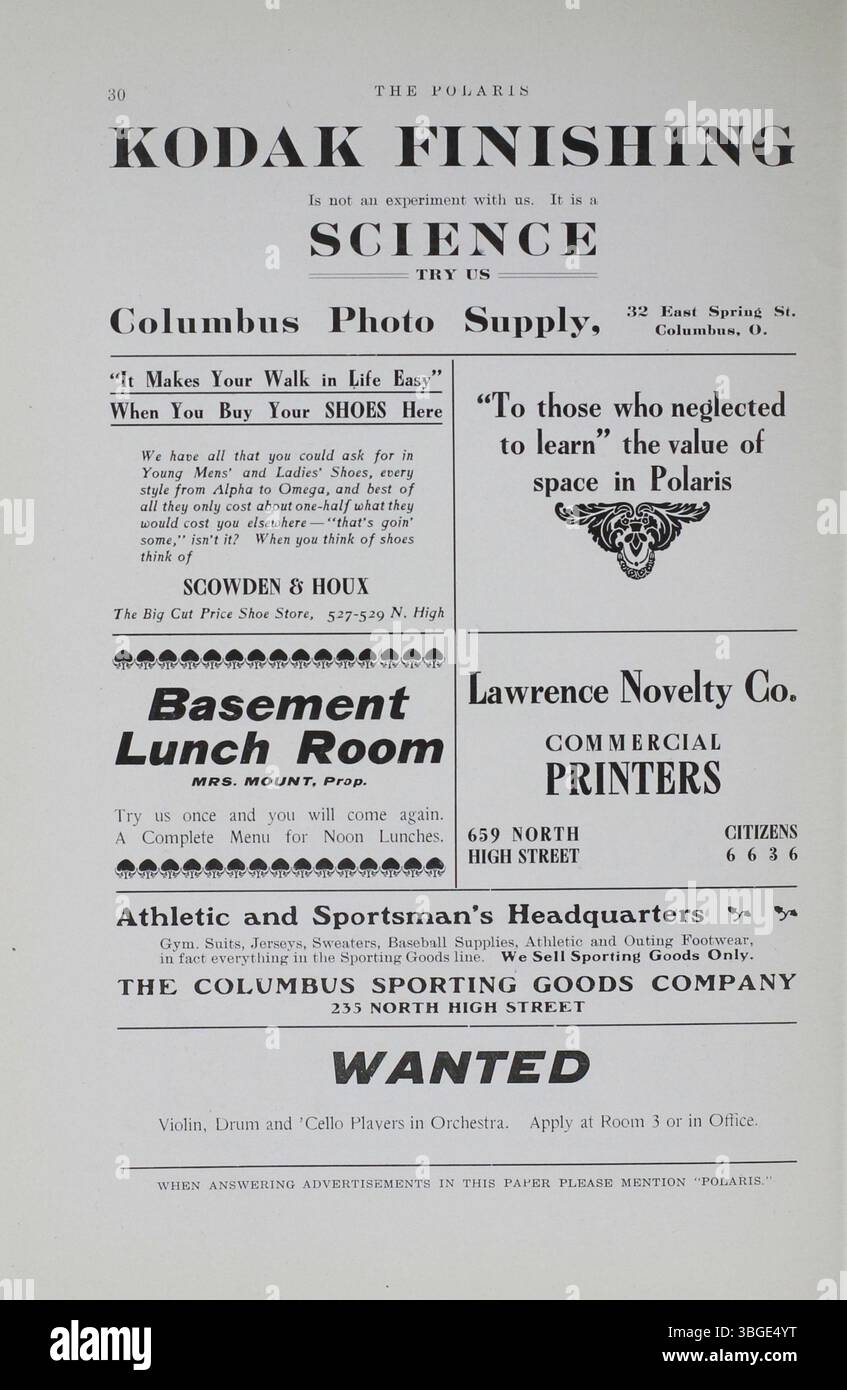 30
THE POLARIS
KODAK FINISHING
Is not an experiment with us. It is a
SCIENCE
TRY US
Columbus Photo Supply,
32 East Spring St.
Columbus, O.
"It Makes Your Walk in Life Easy"
When You Buy Your SHOES Here
We have all that you could ask for in
Young Mens' and Ladies' Shoes, every
style from Alpha to Omega, and best of
all they only cost about one-half what they
would cost you elsewhere—"that's goin'
some," isn't it? When you think of shoes
think of
SCOWDEN & HOUX
The Big Cut Price Shoe Store, 527-529 N. High
"To those who neglected
to learn" the value of
space in Polaris
Basement
Lunch Room
MRS. MOUNT, Prop.
Try us once and you will come again.
A Complete Menu for Noon Lunches.
Lawrence Novelty Co.
COMMERCIAL
PRINTERS
659 NORTH
HIGH STREET
CITIZENS
6 6 3 6
Athletic and Sportsman's Headquarters
Gym. Suits, Jerseys, Sweaters, Baseball Supplies, Athletic and Outing Footwear,
in fact everything in the Sporting Goods line. We Sell Sporting Goods Only.
THE COLUMBUS SPORTING GOODS COMPANY
235 NORTH HIGH STREET
WANTED
Violin, Drum and 'Cello Players in Orchestra. Apply at Room 3 or in Office.
WHEN ANSWERING ADVERTISEMENTS IN THIS PAPER PLEASE MENTION "POLARIS."
alamy
Image ID: 3BGE4YT
www.alamy.com